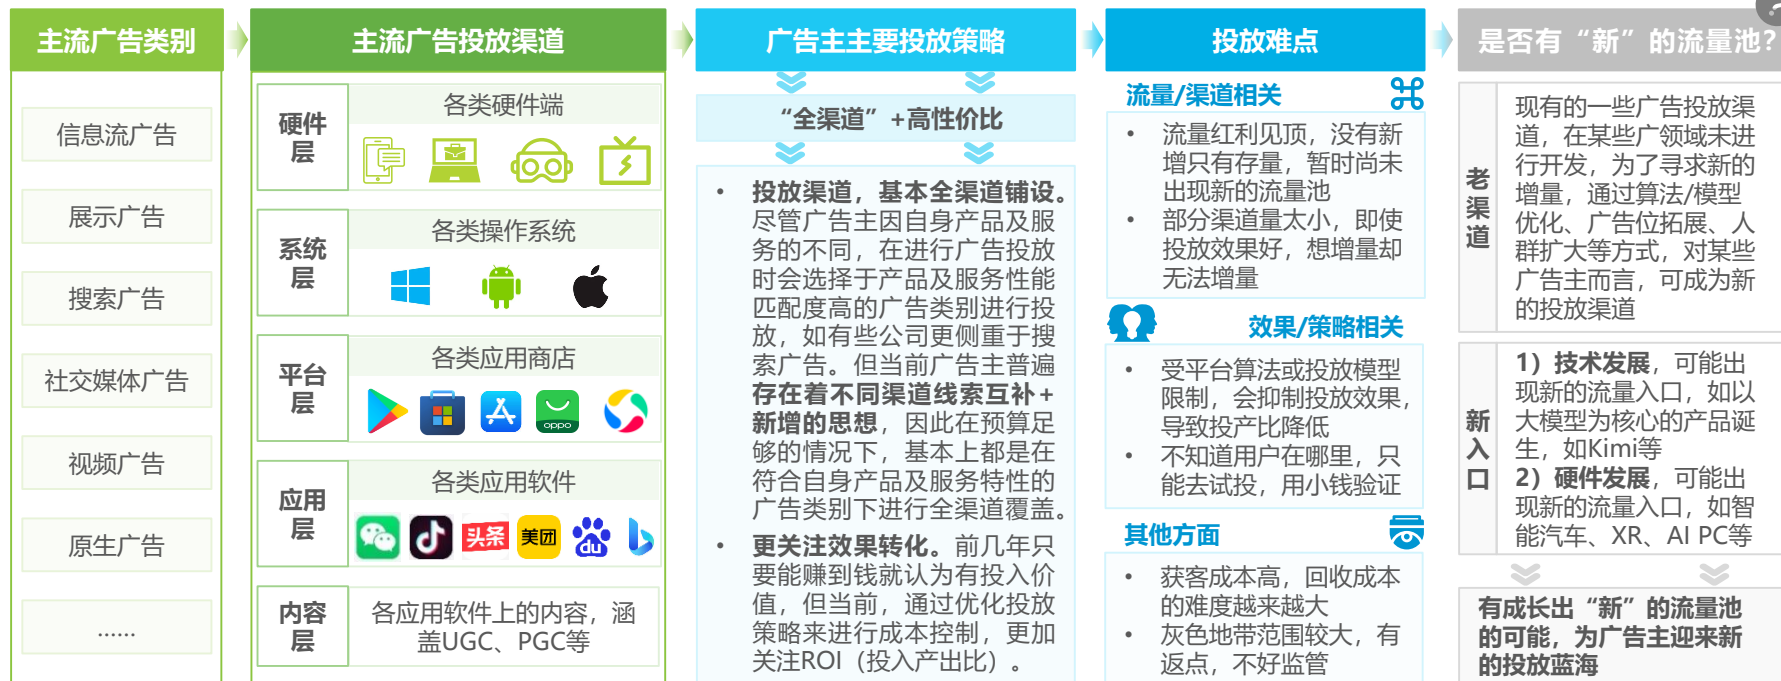 主流广告类别
信息流广告
展示广告
搜索广告
社交媒体广告
视频广告
原生广告
......
主流广告投放渠道
硬件
层
各类硬件端
系统
层
各类操作系统
平台
层
各类应用商店
oppo
应用
层
各类应用软件
头条
美团
du
内容
层
各应用软件上的内容，涵
盖UGC、PGC等
广告主主要投放策略
“全渠道”+高性价比
• 投放渠道，基本全渠道铺设。
尽管广告主因自身产品及服
务的不同，在进行广告投放
时会选择于产品及服务性能
匹配度高的广告类别进行投
放，如有些公司更侧重于搜
索广告。但当前广告主普遍
存在着不同渠道线索互补+
新增的思想，因此在预算足
够的情况下，基本上都是在
符合自身产品及服务特性的
广告类别下进行全渠道覆盖。
• 更关注效果转化。前几年只
要能赚到钱就认为有投入价
值，但当前，通过优化投放
策略来进行成本控制，更加
关注ROI（投入产出比）。
投放难点
流量/渠道相关
• 流量红利见顶，没有新
增只有存量，暂时尚未
出现新的流量池
• 部分渠道量太小，即使
投放效果好，想增量却
无法增量
效果/策略相关
• 受平台算法或投放模型
限制，会抑制投放效果，
导致投产比降低
• 不知道用户在哪里，只
能去试投，用小钱验证
其他方面
• 获客成本高，回收成本
的难度越来越大
• 灰色地带范围较大，有
返点，不好监管
是否有“新”的流量池？
老
渠
道
现有的一些广告投放渠
道，在某些广领域未进
行开发，为了寻求新的
增量，通过算法/模型
优化、广告位拓展、人
群扩大等方式，对某些
广告主而言，可成为新
的投放渠道
新
入
口
1）技术发展，可能出
现新的流量入口，如以
大模型为核心的产品诞
生，如Kimi等
2）硬件发展，可能出
现新的流量入口，如智
能汽车、XR、AI PC等
有成长出“新”的流量池
的可能，为广告主迎来新
的投放蓝海